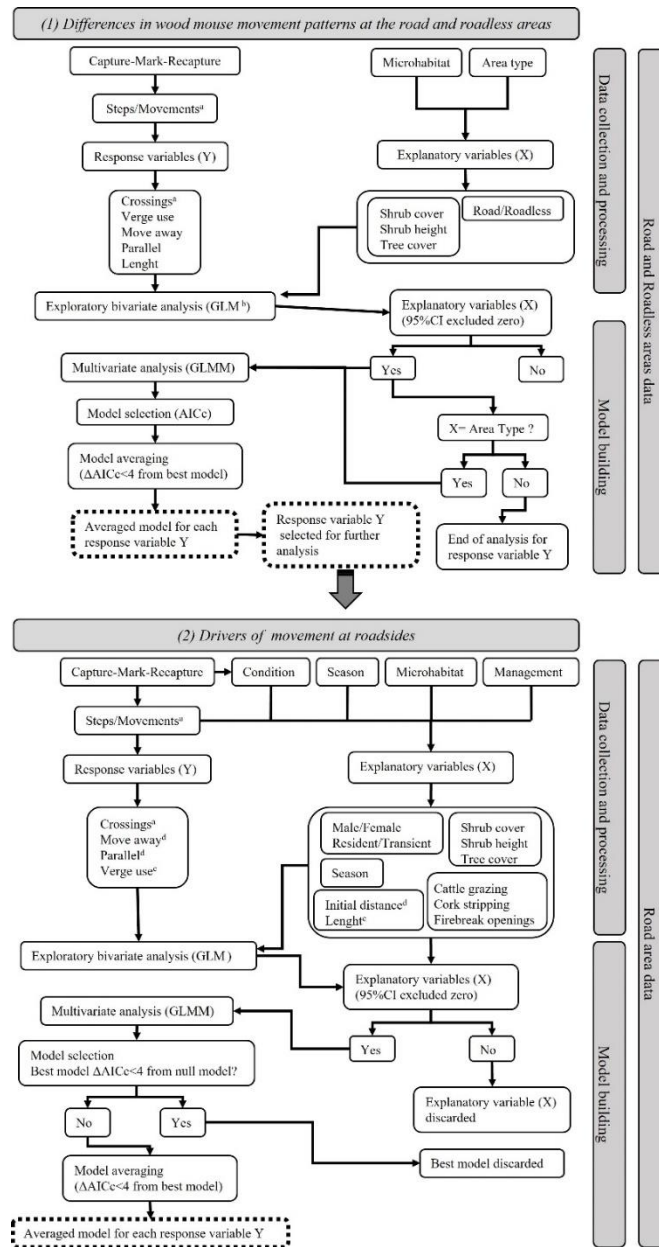 (1) Differences in wood mouse movement patterns at the road and roadless areas
Capture-Mark-Recapture
Microhabitat
Area type
Steps/Movementsᵃ
Response variables (Y)
Explanatory variables (X)
Crossingsᵃ
Verge use
Move away
Parallel
Lenght
Shrub cover
Shrub height
Tree cover
Road/Roadless
Exploratory bivariate analysis (GLM ᵇ)
Explanatory variables (X)
(95%CI excluded zero)
Multivariate analysis (GLMM)
Yes
No
Model selection (AICc)
X= Area Type ?
Model averaging
(ΔAICc<4 from best model)
Yes
No
Averaged model for each
response variable Y
Response variable Y
selected for further
analysis
End of analysis for
response variable Y
Data collection and processing
Model building
Road and Roadless areas data
(2) Drivers of movement at roadsides
Capture-Mark-Recapture
Condition
Season
Microhabitat
Management
Steps/Movementsᵃ
Response variables (Y)
Explanatory variables (X)
Crossingsᵃ
Move awayᵈ
Parallelᵈ
Verge useᶜ
Male/Female
Resident/Transient
Shrub cover
Shrub height
Tree cover
Season
Initial distanceᵈ
Lenghtᶜ
Cattle grazing
Cork stripping
Firebreak openings
Exploratory bivariate analysis (GLM )
Explanatory variables (X)
(95%CI excluded zero)
Multivariate analysis (GLMM)
Yes
No
Model selection
Best model ΔAICc<4 from null model?
Explanatory variable (X)
discarded
No
Yes
Model averaging
(ΔAICc<4 from best model)
Best model discarded
Averaged model for each response variable Y
Data collection and processing
Model building
Road area data